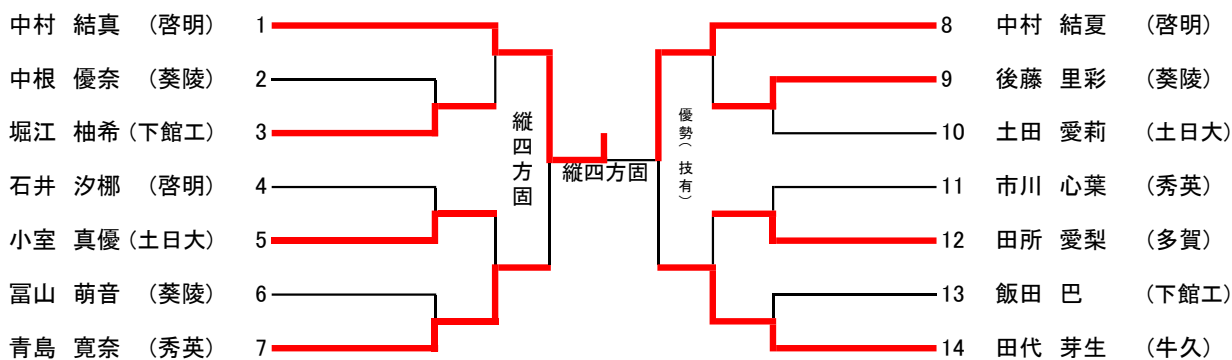 中村 結真 (啓明) 1
中根 優奈 (葵陵) 2
堀江 柚希 (下館工) 3
石井 汐梛 (啓明) 4
小室 真優 (土日大) 5
冨山 萌音 (葵陵) 6
青島 寛奈 (秀英) 7
縦四方固
縦四方固
優勢(技有)
8 中村 結夏 (啓明)
9 後藤 里彩 (葵陵)
10 土田 愛莉 (土日大)
11 市川 心葉 (秀英)
12 田所 愛梨 (多賀)
13 飯田 巴 (下館工)
14 田代 芽生 (牛久)